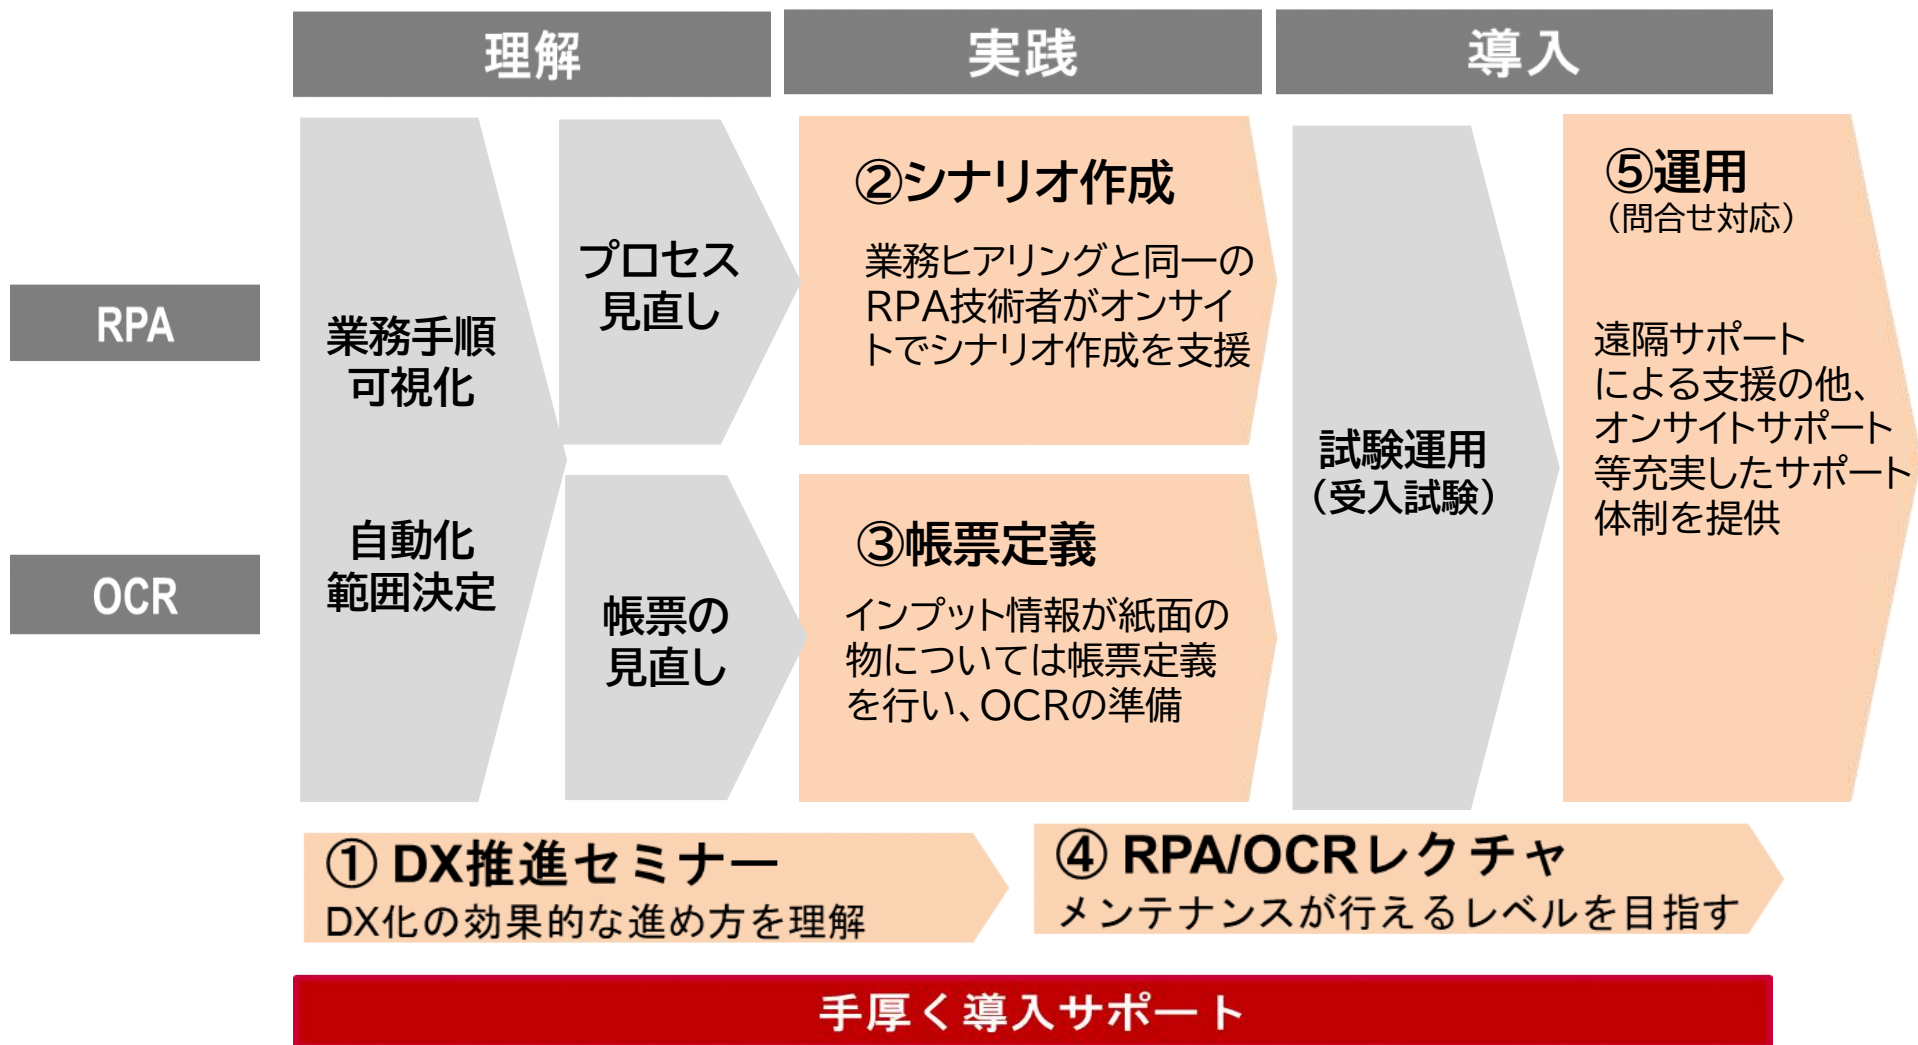 理解
実践
導入
RPA
OCR
業務手順
可視化
自動化
範囲決定
プロセス
見直し
帳票の
見直し
②シナリオ作成
業務ヒアリングと同一の
RPA技術者がオンサイ
トでシナリオ作成を支援
③帳票定義
インプット情報が紙面の
物については帳票定義
を行い、OCRの準備
試験運用
（受入試験）
⑤運用
（問合せ対応）
遠隔サポート
による支援の他、
オンサイトサポート
等充実したサポート
体制を提供
① DX推進セミナー
DX化の効果的な進め方を理解
④ RPA/OCRレクチャ
メンテナンスが行えるレベルを目指す
手厚く導入サポート